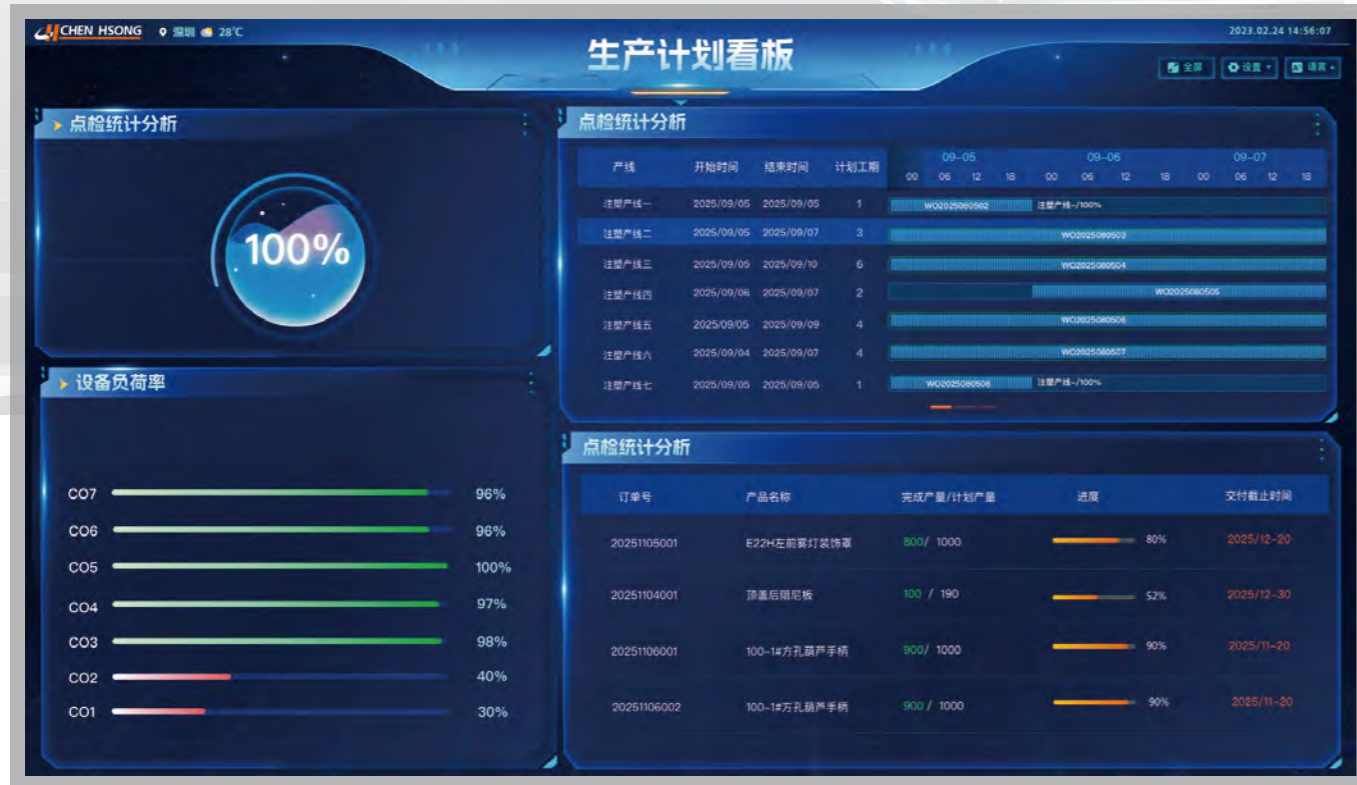 CHEN HSONG 深圳 28℃
生产计划看板
2023.02.24 14:56:07
全屏 设置 语言
点检统计分析
100%
设备负荷率
CO7 96%
CO6 96%
CO5 100%
CO4 97%
CO3 98%
CO2 40%
CO1 30%
点检统计分析
产线 开始时间 结束时间 计划工期 09-05 09-06 09-07
00 06 12 18 00 06 12 18 00 06 12 18
注塑产线一 2025/09/05 2025/09/05 1 WO2025080502 注塑产线-/100%
注塑产线二 2025/09/05 2025/09/07 3 WO2025080503
注塑产线三 2025/09/05 2025/09/10 6 WO2025080504
注塑产线四 2025/09/06 2025/09/07 2 WO2025080505
注塑产线五 2025/09/05 2025/09/09 4 WO2025080506
注塑产线六 2025/09/04 2025/09/07 4 WO2025080507
注塑产线七 2025/09/05 2025/09/05 1 WO2025080508 注塑产线-/100%
点检统计分析
订单号 产品名称 完成产量/计划产量 进度 交付截止时间
20251105001 E22H左前雾灯装饰罩 800/ 1000 80% 2025/12-20
20251104001 顶盖后阻尼板 100 / 190 52% 2025/12-30
20251106001 100-1#方孔葫芦手柄 900/ 1000 90% 2025/11-20
20251106002 100-1#方孔葫芦手柄 900 / 1000 90% 2025/11-20